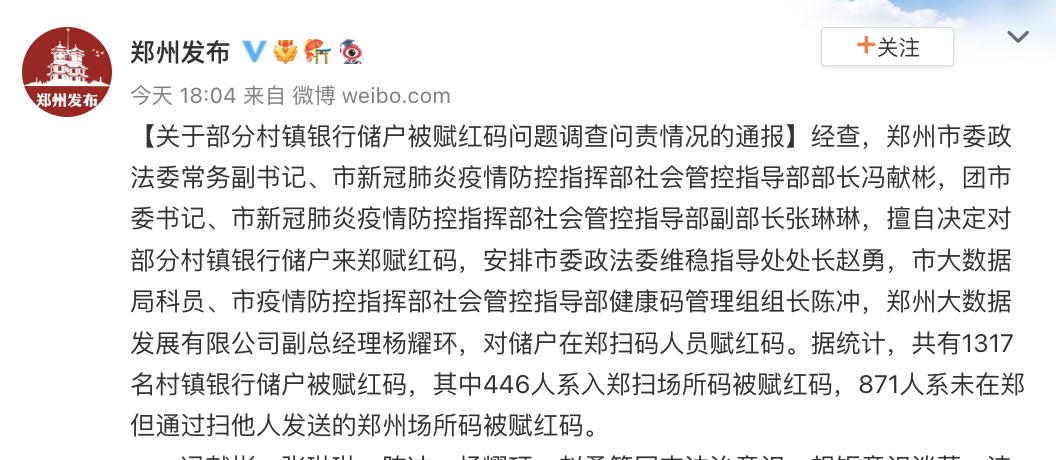 郑州发布
郑州发布
+关注
今天 18:04 来自 微博 weibo.com
【关于部分村镇银行储户被赋红码问题调查问责情况的通报】经查，郑州市委政
法委常务副书记、市新冠肺炎疫情防控指挥部社会管控指导部部长冯献彬，团市
委书记、市新冠肺炎疫情防控指挥部社会管控指导部副部长张琳琳，擅自决定对
部分村镇银行储户来郑赋红码，安排市委政法委维稳指导处处长赵勇，市大数据
局科员、市疫情防控指挥部社会管控指导部健康码管理组组长陈冲，郑州大数据
发展有限公司副总经理杨耀环，对储户在郑扫码人员赋红码。据统计，共有1317
名村镇银行储户被赋红码，其中446人系入郑扫场所码被赋红码，871人系未在郑
但通过扫他人发送的郑州场所码被赋红码。